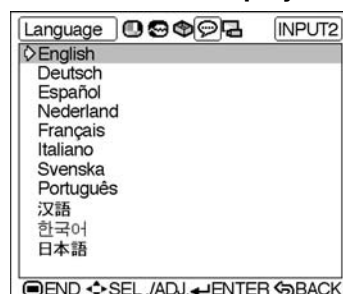 Language INPUT2
English
Deutsch
Español
Nederland
Français
Italiano
Svenska
Português
汉語
한국어
日本語
END SEL./ADJ ENTER BACK